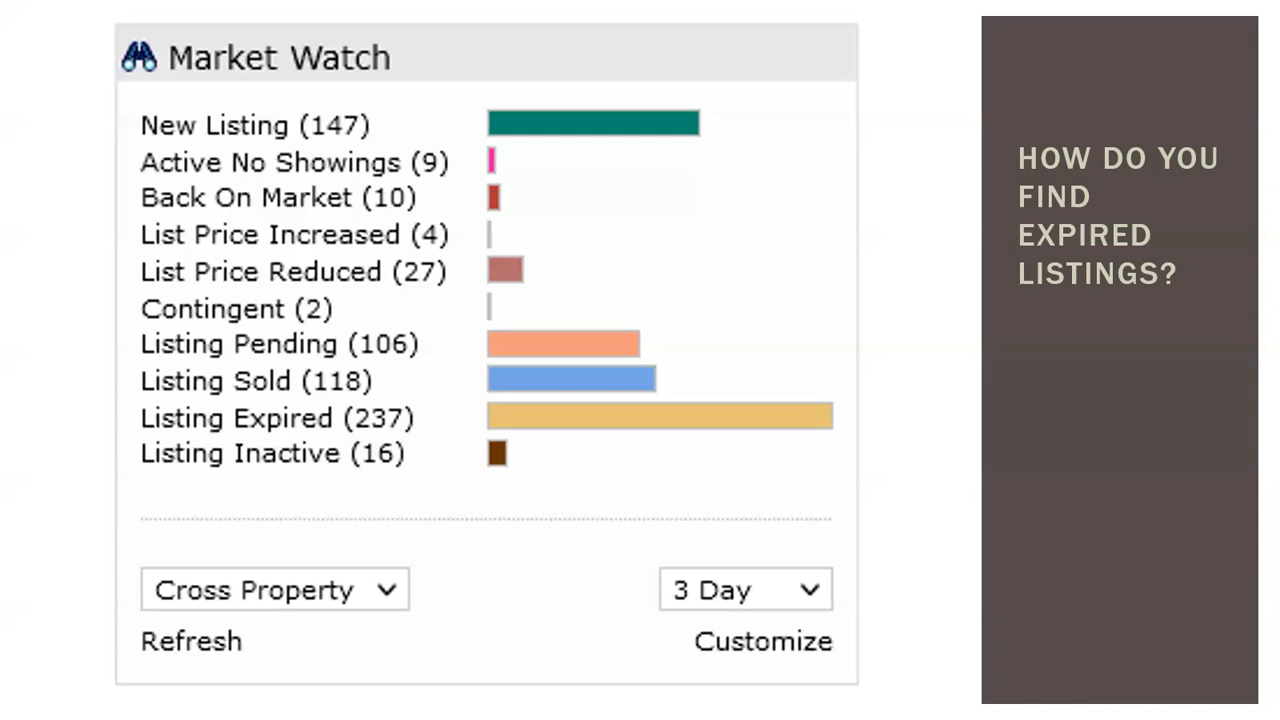 Market Watch
New Listing (147)
Active No Showings (9)
Back On Market (10)
List Price Increased (4)
List Price Reduced (27)
Contingent (2)
Listing Pending (106)
Listing Sold (118)
Listing Expired (237)
Listing Inactive (16)
Cross Property
3 Day
Refresh
Customize
HOW DO YOU
FIND
EXPIRED
LISTINGS?